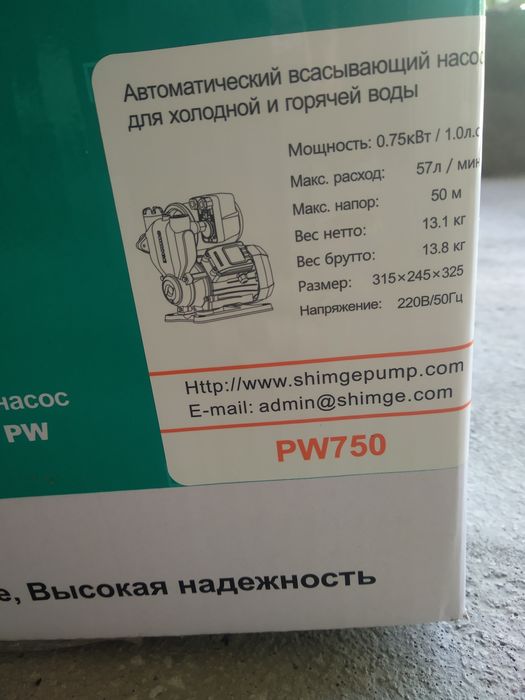 Автоматический всасывающий насос
для холодной и горячей воды
Мощность: 0.75кВт / 1.0л.с
Макс. расход: 57л / мин
Макс. напор: 50 м
Вес нетто: 13.1 кг
Вес брутто: 13.8 кг
Размер: 315×245×325
Напряжение: 220В/50Гц
Http://www.shimgepump.com
E-mail: admin@shimge.com
PW750
насос
PW
е, Высокая надежность